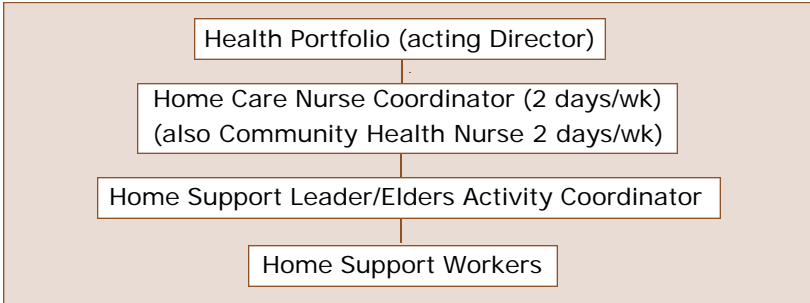 Health Portfolio (acting Director)
Home Care Nurse Coordinator (2 days/wk)
(also Community Health Nurse 2 days/wk)
Home Support Leader/Elders Activity Coordinator
Home Support Workers